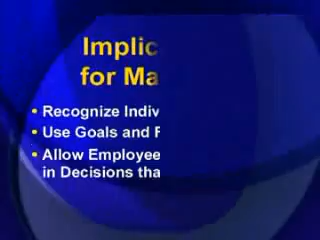 Implic
for Ma
• Recognize Indiv
• Use Goals and F
• Allow Employee
in Decisions tha